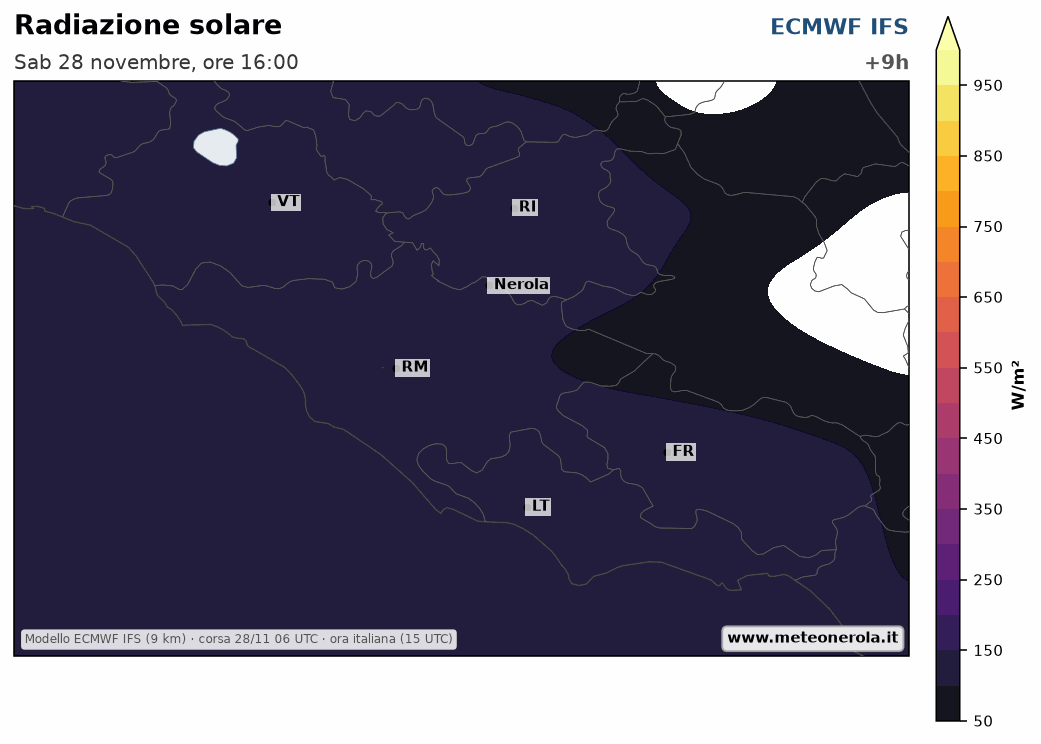 Radiazione solare
ECMWF IFS
Sab 28 novembre, ore 16:00
+9h
950
850
750
650
550
450
350
250
150
50
W/m²
VT
RI
Nerola
RM
FR
LT
Modello ECMWF IFS (9 km) · corsa 28/11 06 UTC · ora italiana (15 UTC)
www.meteonerola.it